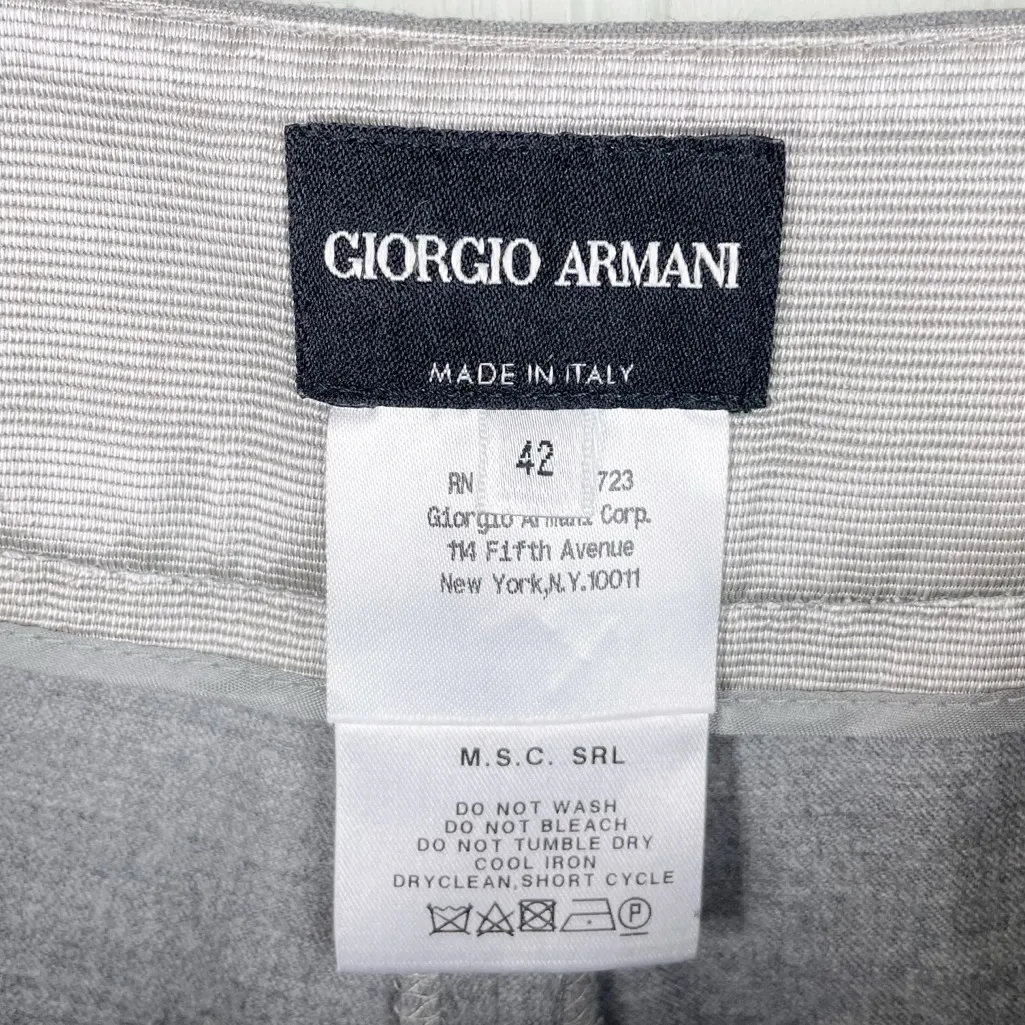 GIORGIO ARMANI
MADE IN ITALY
42
RN 723
Giorgio Armani Corp.
114 Fifth Avenue
New York,N.Y.10011
M.S.C. SRL
DO NOT WASH
DO NOT BLEACH
DO NOT TUMBLE DRY
COOL IRON
DRYCLEAN,SHORT CYCLE
P